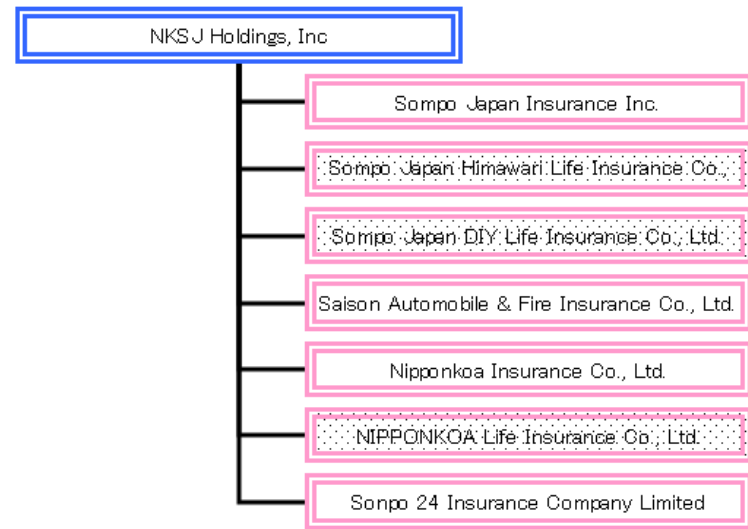 NKSJ Holdings, Inc
Sompo Japan Insurance Inc.
Sompo Japan Himawari Life Insurance Co.,
Sompo Japan DIY Life Insurance Co., Ltd.
Saison Automobile & Fire Insurance Co., Ltd.
Nipponkoa Insurance Co., Ltd.
NIPPONKOA Life Insurance Co., Ltd.
Sonpo 24 Insurance Company Limited